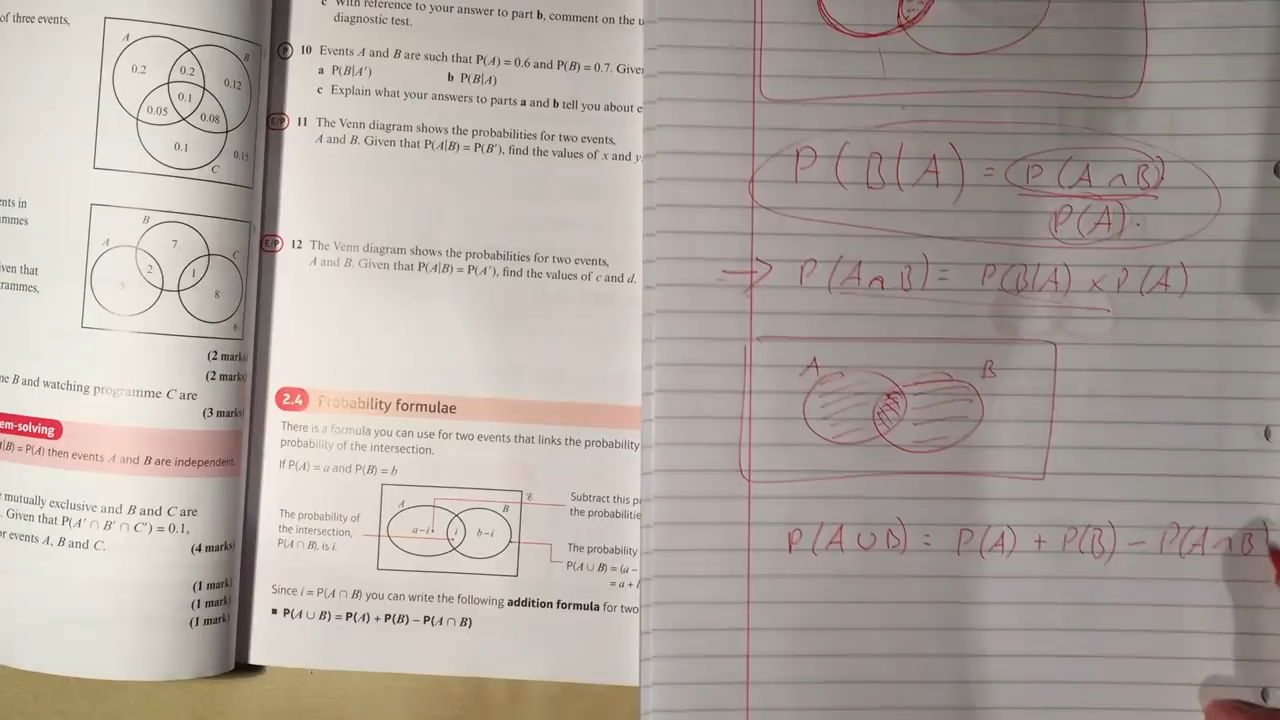 of three events,
A
B
0.2
0.2
0.12
0.1
0.05
0.08
0.1
0.15
C
ents in
mmes
B
A
7
C
2
1
8
6
ven that
rammes,
(2 marks
(2 marks
ne B and watching programme C are
(3 marks)
em-solving
A|B) = P(A) then events A and B are independent.
mutually exclusive and B and C are
. Given that P(A′ ∩ B′ ∩ C′) = 0.1,
or events A, B and C.
(4 marks)
(1 mark)
(1 mark)
(1 mark)
c With reference to your answer to part b, comment on the u
diagnostic test.
P 10 Events A and B are such that P(A) = 0.6 and P(B) = 0.7. Given
a P(B|A′) b P(B|A)
c Explain what your answers to parts a and b tell you about e
E/P 11 The Venn diagram shows the probabilities for two events,
A and B. Given that P(A|B) = P(B′), find the values of x and y.
E/P 12 The Venn diagram shows the probabilities for two events,
A and B. Given that P(A|B) = P(A′), find the values of c and d.
2.4 Probability formulae
There is a formula you can use for two events that links the probability
probability of the intersection.
If P(A) = a and P(B) = b
ℰ
A
B
a – i
i
b – i
Subtract this p
the probabilitie
The probability of
the intersection,
P(A ∩ B), is i.
The probability
P(A ∪ B) = (a –
= a + b
Since i = P(A ∩ B) you can write the following addition formula for two
■ P(A ∪ B) = P(A) + P(B) – P(A ∩ B)
P(B|A) = P(A∩B)
P(A).
→ P(A∩B) = P(B|A) × P(A)
A
B
P(A∪B) = P(A) + P(B) – P(A∩B)